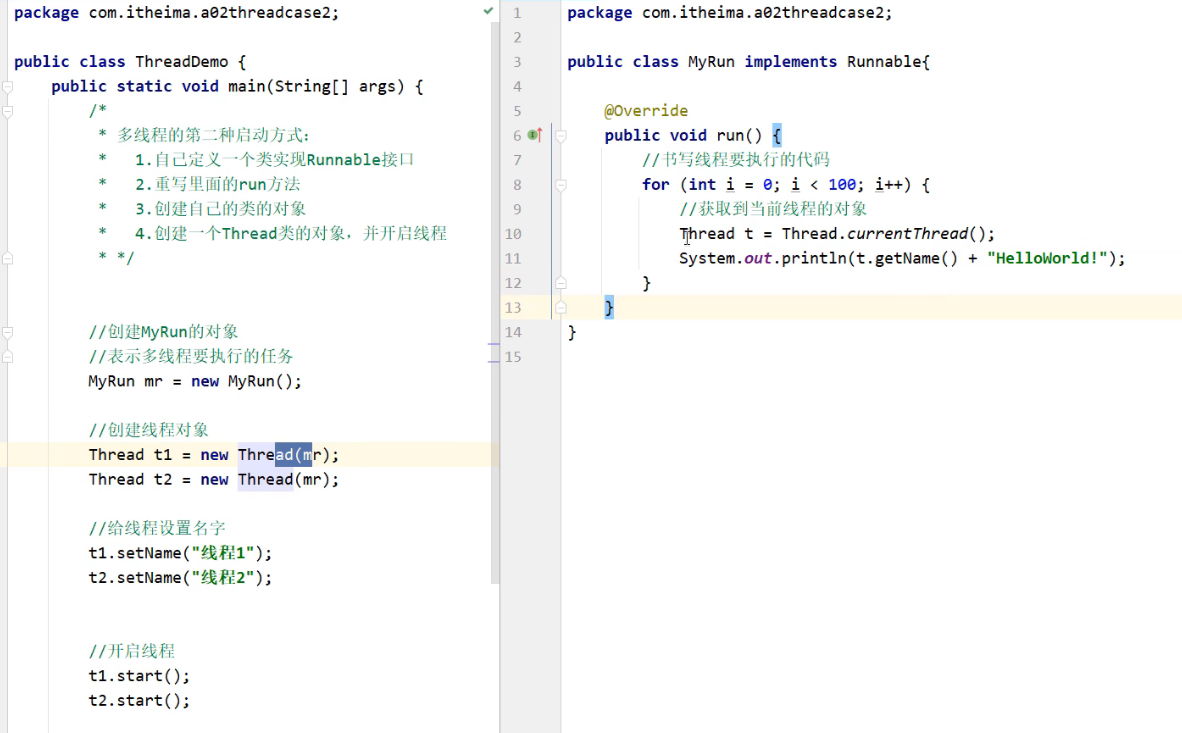 package com.itheima.a02threadcase2;
public class ThreadDemo {
public static void main(String[] args) {
/*
* 多线程的第二种启动方式:
* 1.自己定义一个类实现Runnable接口
* 2.重写里面的run方法
* 3.创建自己的类的对象
* 4.创建一个Thread类的对象，并开启线程
* */
//创建MyRun的对象
//表示多线程要执行的任务
MyRun mr = new MyRun();
//创建线程对象
Thread t1 = new Thread(mr);
Thread t2 = new Thread(mr);
//给线程设置名字
t1.setName("线程1");
t2.setName("线程2");
//开启线程
t1.start();
t2.start();
1 package com.itheima.a02threadcase2;
2
3 public class MyRun implements Runnable{
4
5 @Override
6 public void run() {
7 //书写线程要执行的代码
8 for (int i = 0; i < 100; i++) {
9 //获取到当前线程的对象
10 Thread t = Thread.currentThread();
11 System.out.println(t.getName() + "HelloWorld!");
12 }
13 }
14 }
15